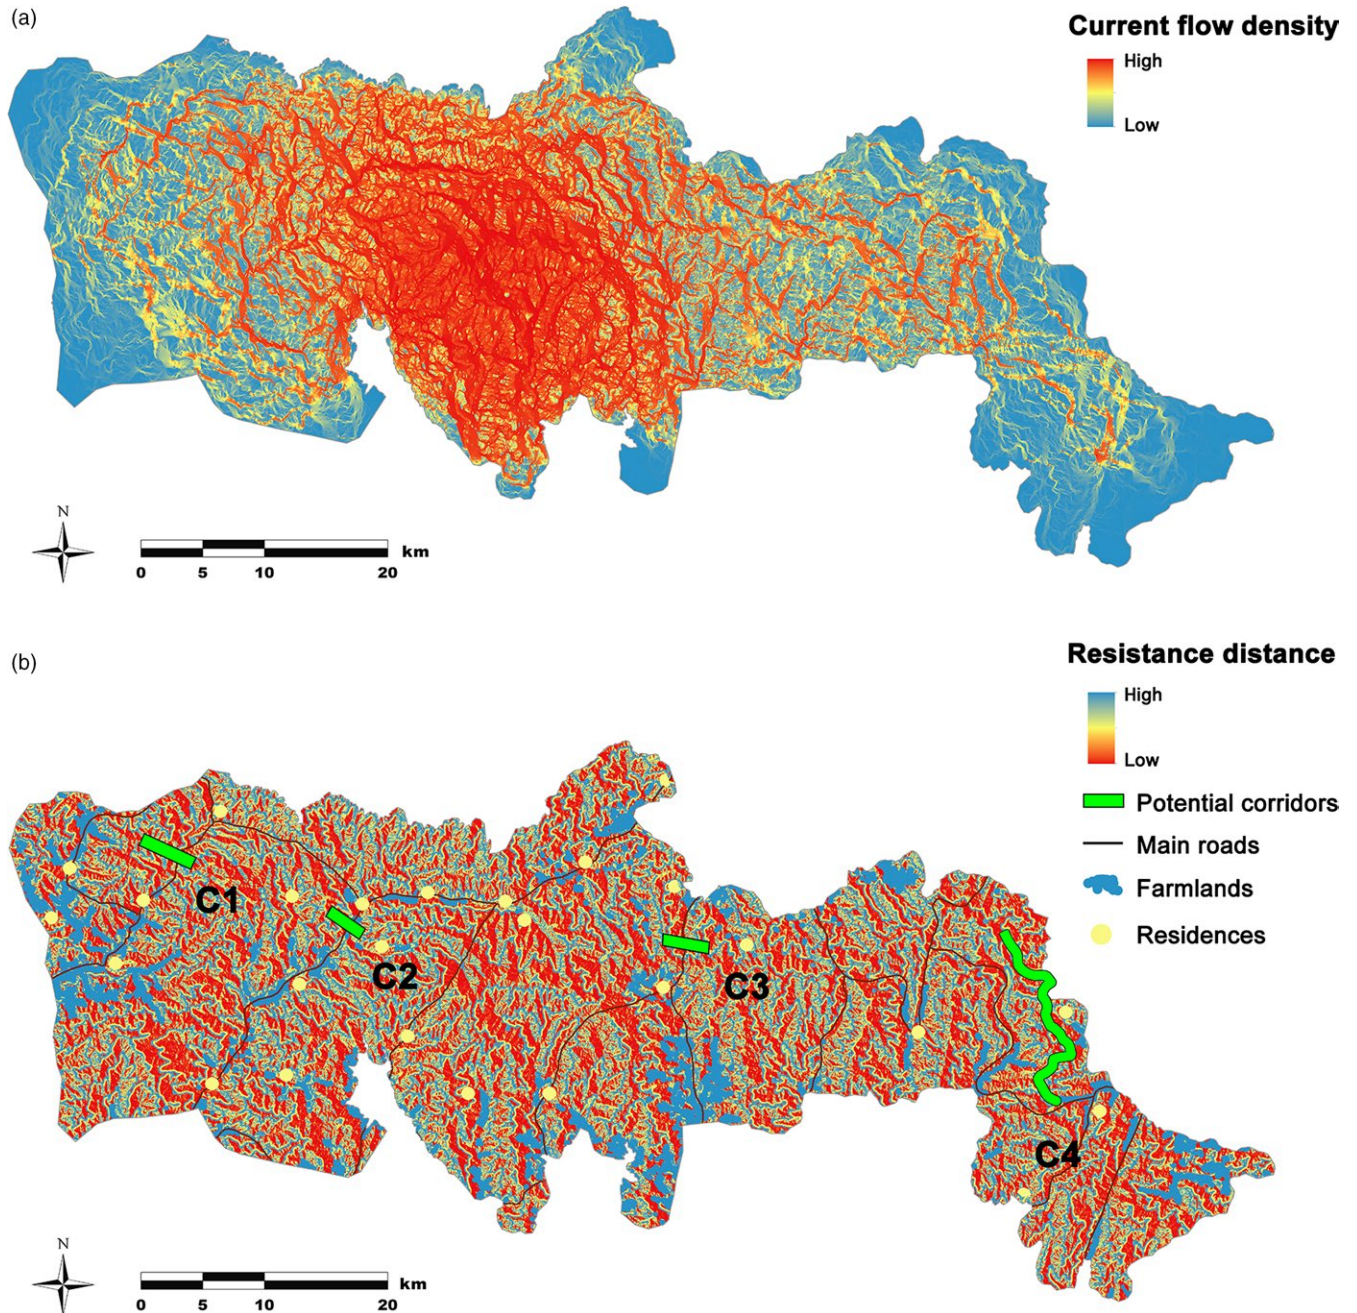 (a)
Current flow density
High
Low
N
km
0 5 10 20
(b)
Resistance distance
High
Low
Potential corridors
Main roads
Farmlands
Residences
C1
C2
C3
C4
N
km
0 5 10 20